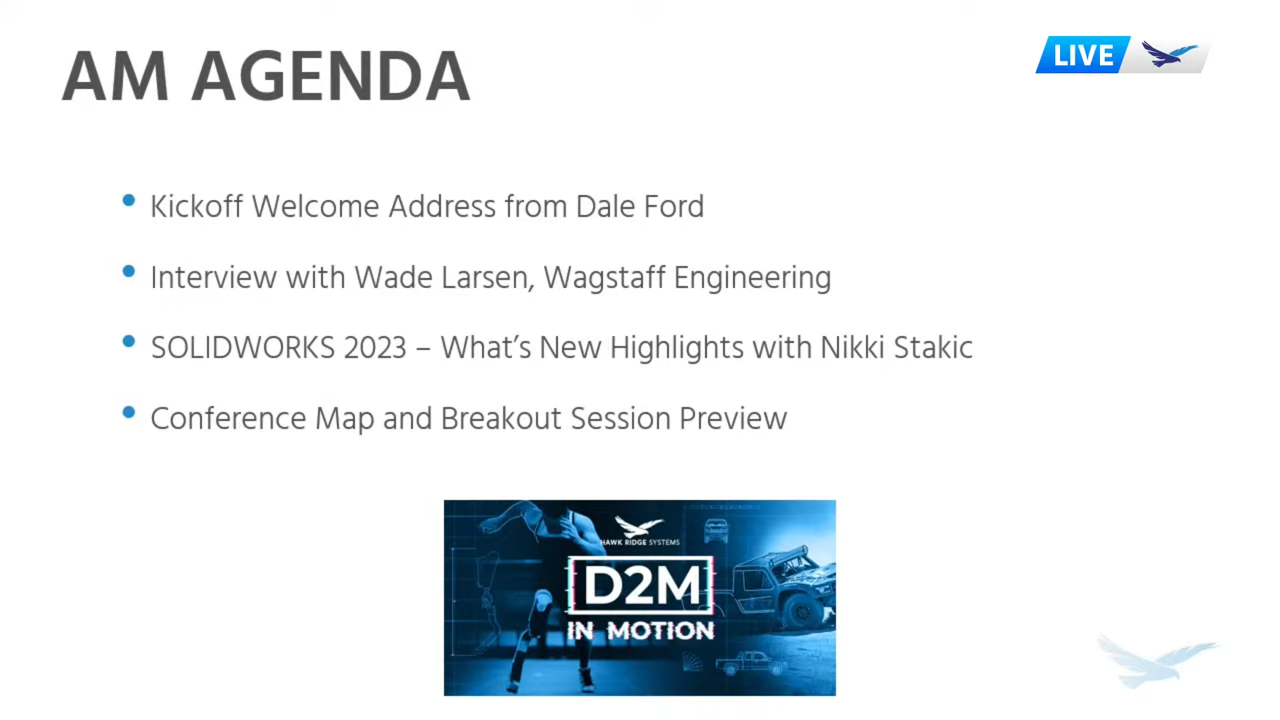 AM AGENDA
LIVE
• Kickoff Welcome Address from Dale Ford
• Interview with Wade Larsen, Wagstaff Engineering
• SOLIDWORKS 2023 – What's New Highlights with Nikki Stakic
• Conference Map and Breakout Session Preview
HAWK RIDGE SYSTEMS
D2M
IN MOTION